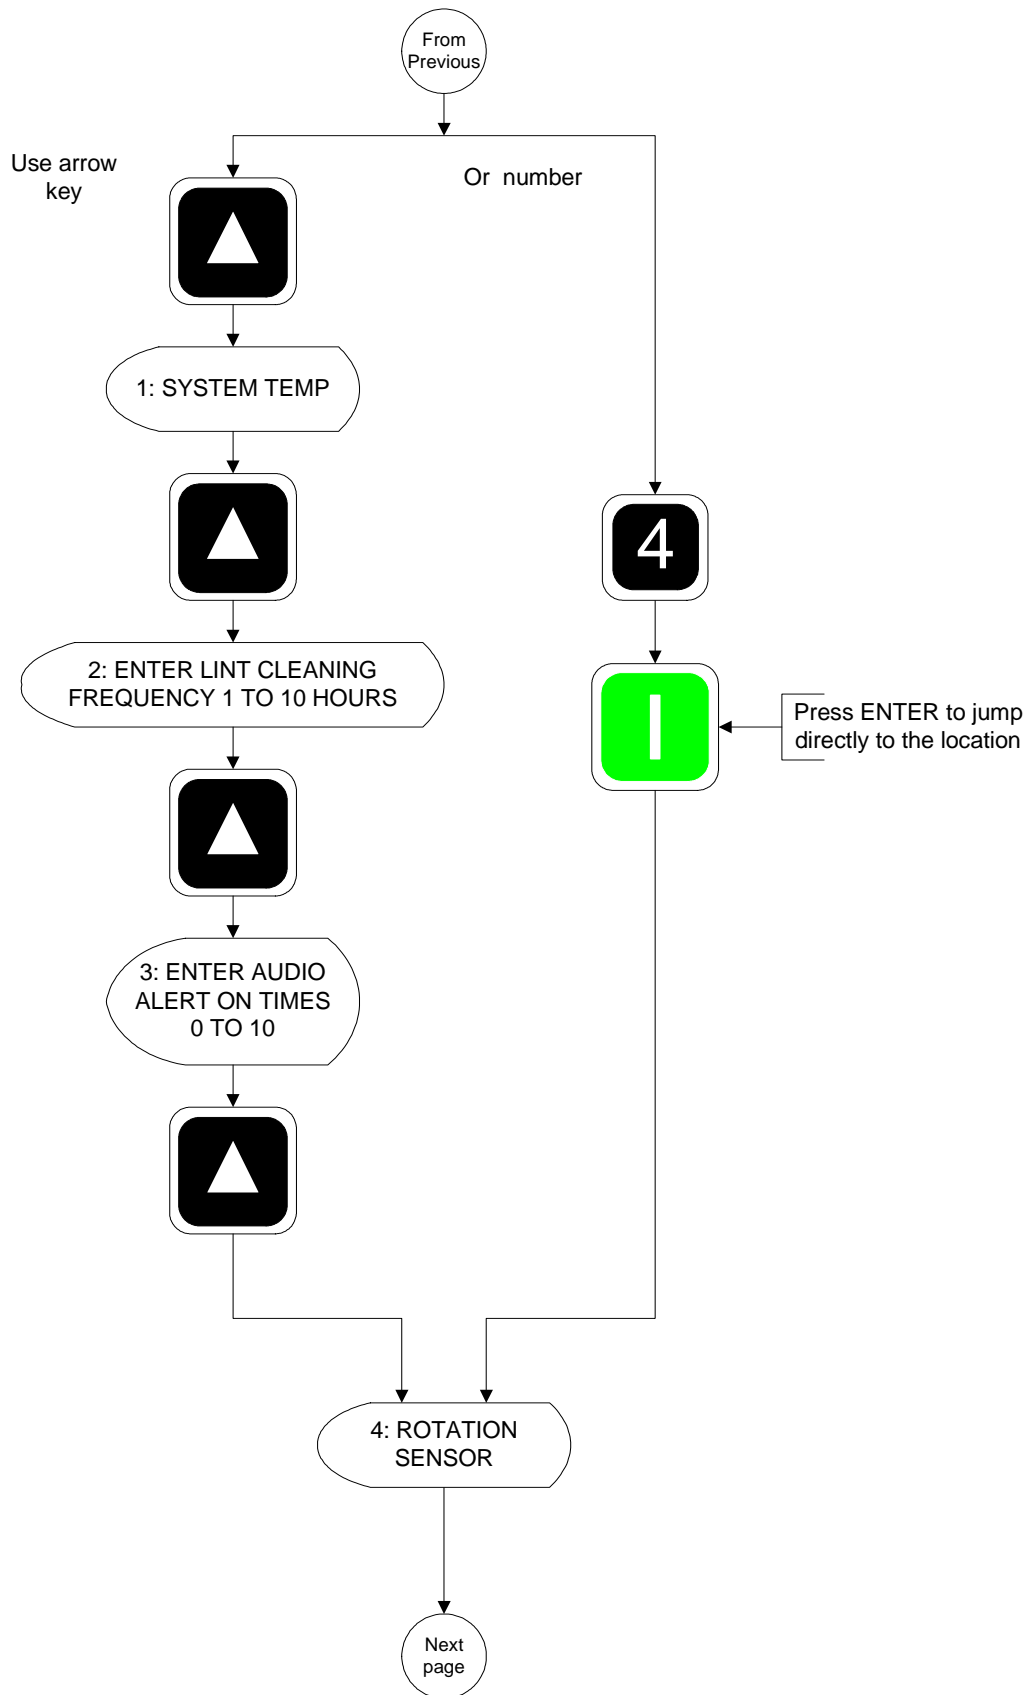 From
Previous
Use arrow
key
Or number
1: SYSTEM TEMP
4
2: ENTER LINT CLEANING
FREQUENCY 1 TO 10 HOURS
Press ENTER to jump
directly to the location
3: ENTER AUDIO
ALERT ON TIMES
0 TO 10
4: ROTATION
SENSOR
Next
page